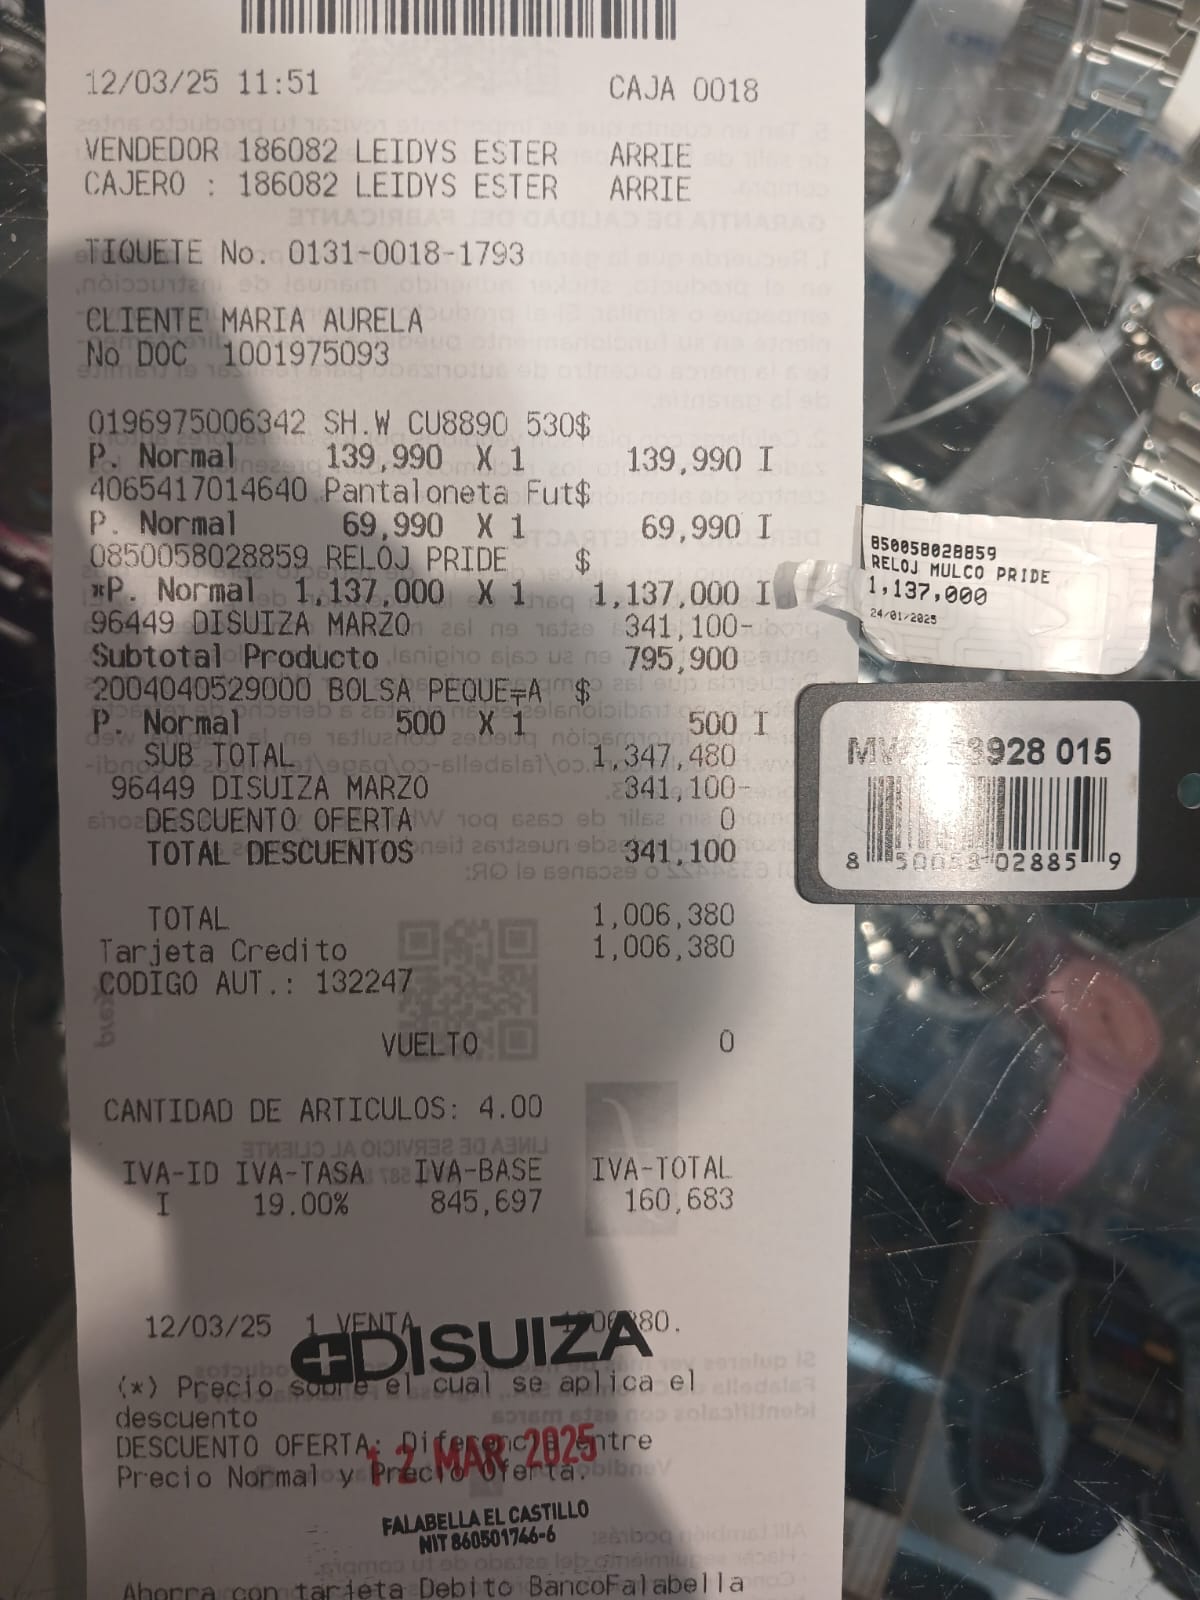 12/03/25 11:51 CAJA 0018
VENDEDOR 186082 LEIDYS ESTER ARRIE
CAJERO : 186082 LEIDYS ESTER ARRIE
TIQUETE No. 0131-0018-1793
CLIENTE MARIA AURELA
No DOC 1001975093
0196975006342 SH.W CU8890 530$
P. Normal 139,990 X 1 139,990 I
4065417014640 Pantaloneta Fut$
P. Normal 69,990 X 1 69,990 I
0850058028859 RELOJ PRIDE $
*P. Normal 1,137,000 X 1 1,137,000 I
96449 DISUIZA MARZO 341,100-
Subtotal Producto 795,900
2004040529000 BOLSA PEQUE╤A $
P. Normal 500 X 1 500 I
SUB TOTAL 1,347,480
96449 DISUIZA MARZO 341,100-
DESCUENTO OFERTA 0
TOTAL DESCUENTOS 341,100
TOTAL 1,006,380
Tarjeta Credito 1,006,380
CODIGO AUT.: 132247
VUELTO 0
CANTIDAD DE ARTICULOS: 4.00
IVA-ID IVA-TASA IVA-BASE IVA-TOTAL
I 19.00% 845,697 160,683
12/03/25 1 VENTA
DISUIZA
(*) Precio sobre el cual se aplica el
descuento
DESCUENTO OFERTA: Diferencia entre
Precio Normal y Precio Oferta.
12 MAR 2025
FALABELLA EL CASTILLO
NIT 860501746-6
Ahorra con tarjeta Debito BancoFalabella
850058028859
RELOJ MULCO PRIDE
1,137,000
24/01/2025
928 015
8 50058 02885 9